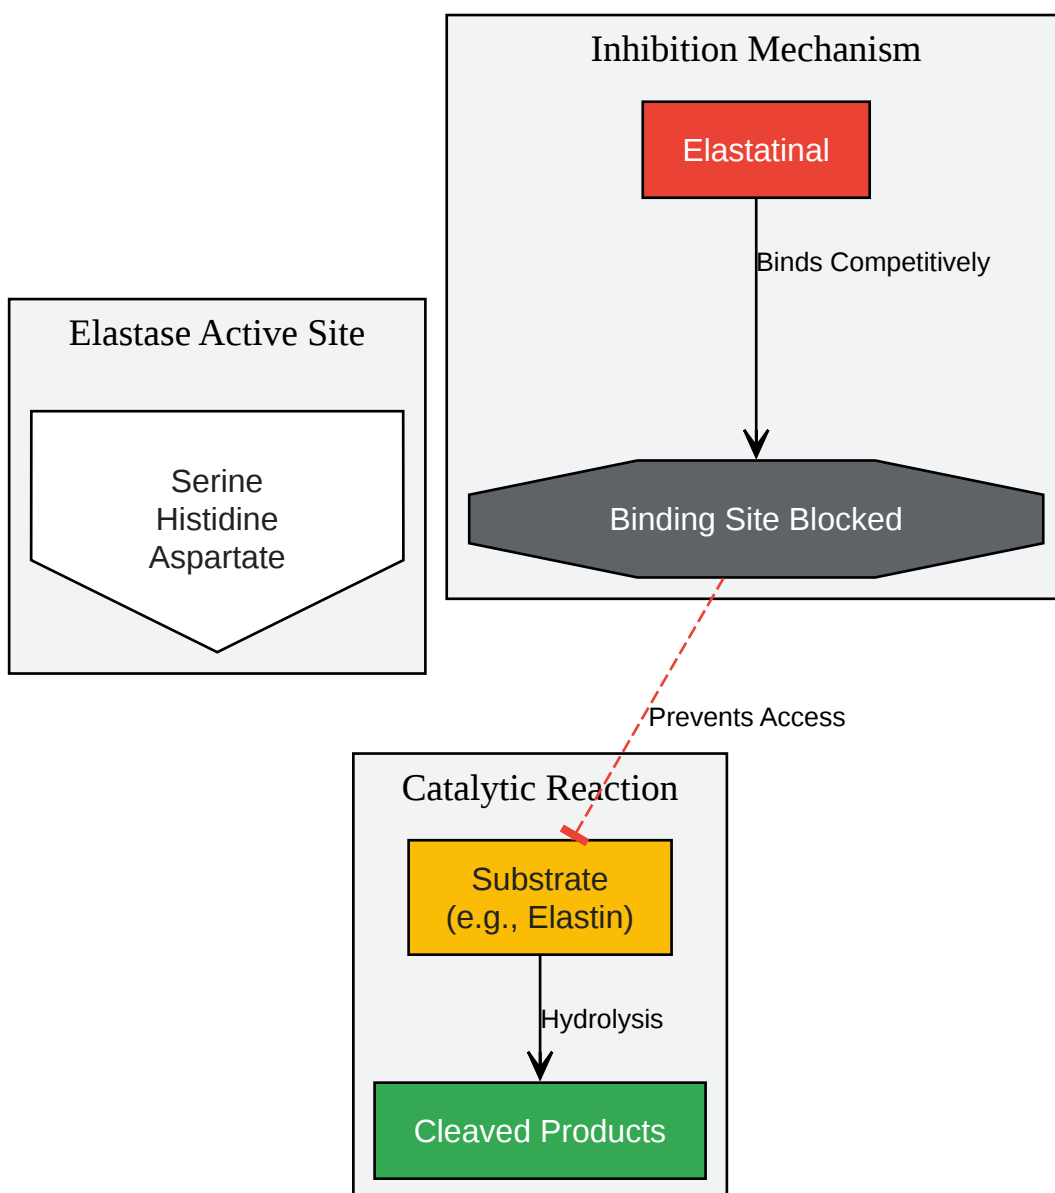 Inhibition Mechanism
Elastatinal
Binds Competitively
Elastase Active Site
Serine
Histidine
Aspartate
Binding Site Blocked
Prevents Access
Catalytic Reaction
Substrate
(e.g., Elastin)
Hydrolysis
Cleaved Products